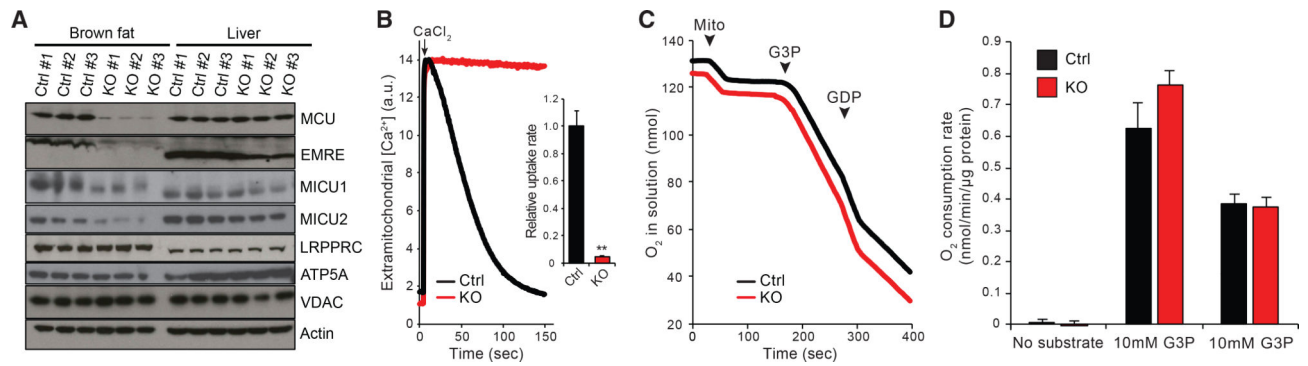 A
Brown fat
Liver
Ctrl #1
Ctrl #2
Ctrl #3
KO #1
KO #2
KO #3
Ctrl #1
Ctrl #2
Ctrl #3
KO #1
KO #2
KO #3
MCU
EMRE
MICU1
MICU2
LRPPRC
ATP5A
VDAC
Actin
B
CaCl₂
Extramitochondrial [Ca²⁺] (a.u.)
14
12
10
8
6
4
2
0
Ctrl
KO
0
50
100
150
Time (sec)
Relative uptake rate
1.2
1
0.8
0.6
0.4
0.2
0
**
Ctrl
KO
C
Mito
G3P
GDP
O₂ in solution (nmol)
140
120
100
80
60
40
20
Ctrl
KO
0
100
200
300
400
Time (sec)
D
Ctrl
KO
O₂ consumption rate
(nmol/min/μg protein)
0.9
0.8
0.7
0.6
0.5
0.4
0.3
0.2
0.1
0
No substrate
10mM G3P
10mM G3P